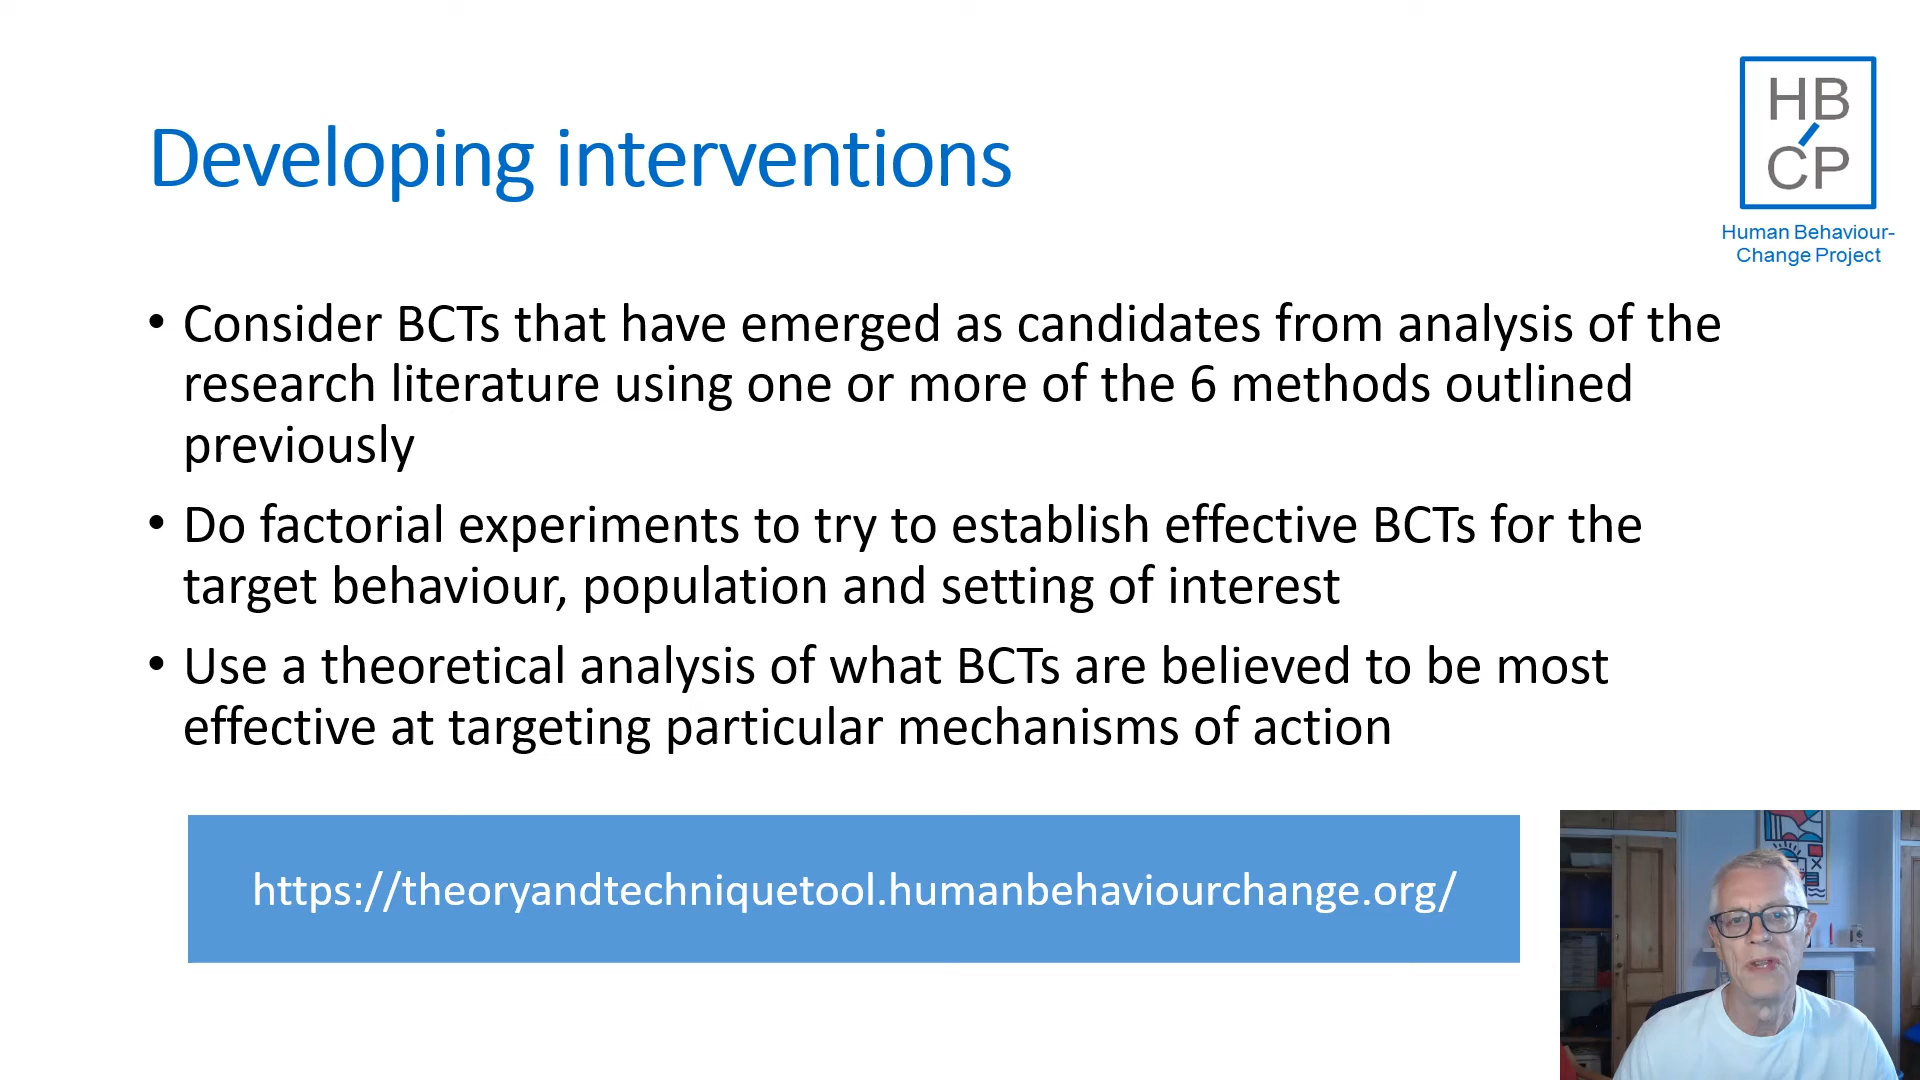 Developing interventions
HB
CP
Human Behaviour-
Change Project
• Consider BCTs that have emerged as candidates from analysis of the
research literature using one or more of the 6 methods outlined
previously
• Do factorial experiments to try to establish effective BCTs for the
target behaviour, population and setting of interest
• Use a theoretical analysis of what BCTs are believed to be most
effective at targeting particular mechanisms of action
https://theoryandtechniquetool.humanbehaviourchange.org/